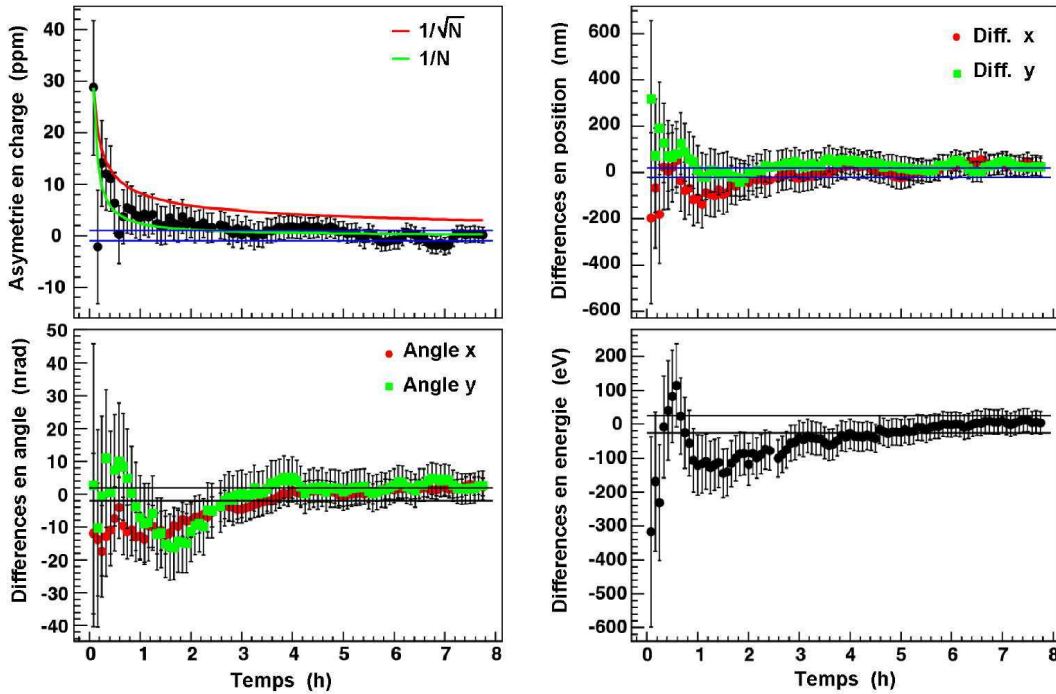 Asymetrie en charge (ppm)
40
30
20
10
0
-10
1/√N
1/N
Differences en position (nm)
600
400
200
0
-200
-400
-600
Diff. x
Diff. y
Differences en angle (nrad)
50
40
30
20
10
0
-10
-20
-30
-40
Angle x
Angle y
0 1 2 3 4 5 6 7 8
Temps (h)
Differences en energie (eV)
200
100
0
-100
-200
-300
-400
-500
-600
0 1 2 3 4 5 6 7 8
Temps (h)